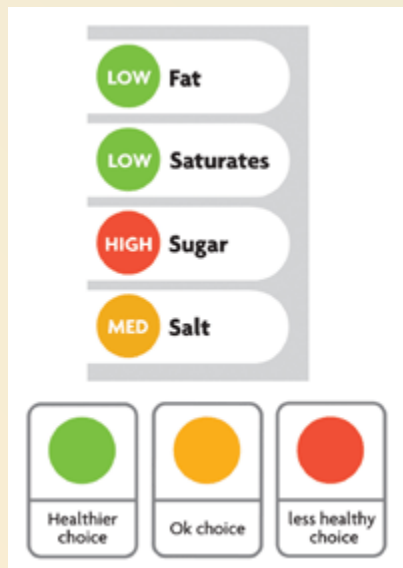 LOW Fat
LOW Saturates
HIGH Sugar
MED Salt
Healthier
choice
Ok choice
less healthy
choice